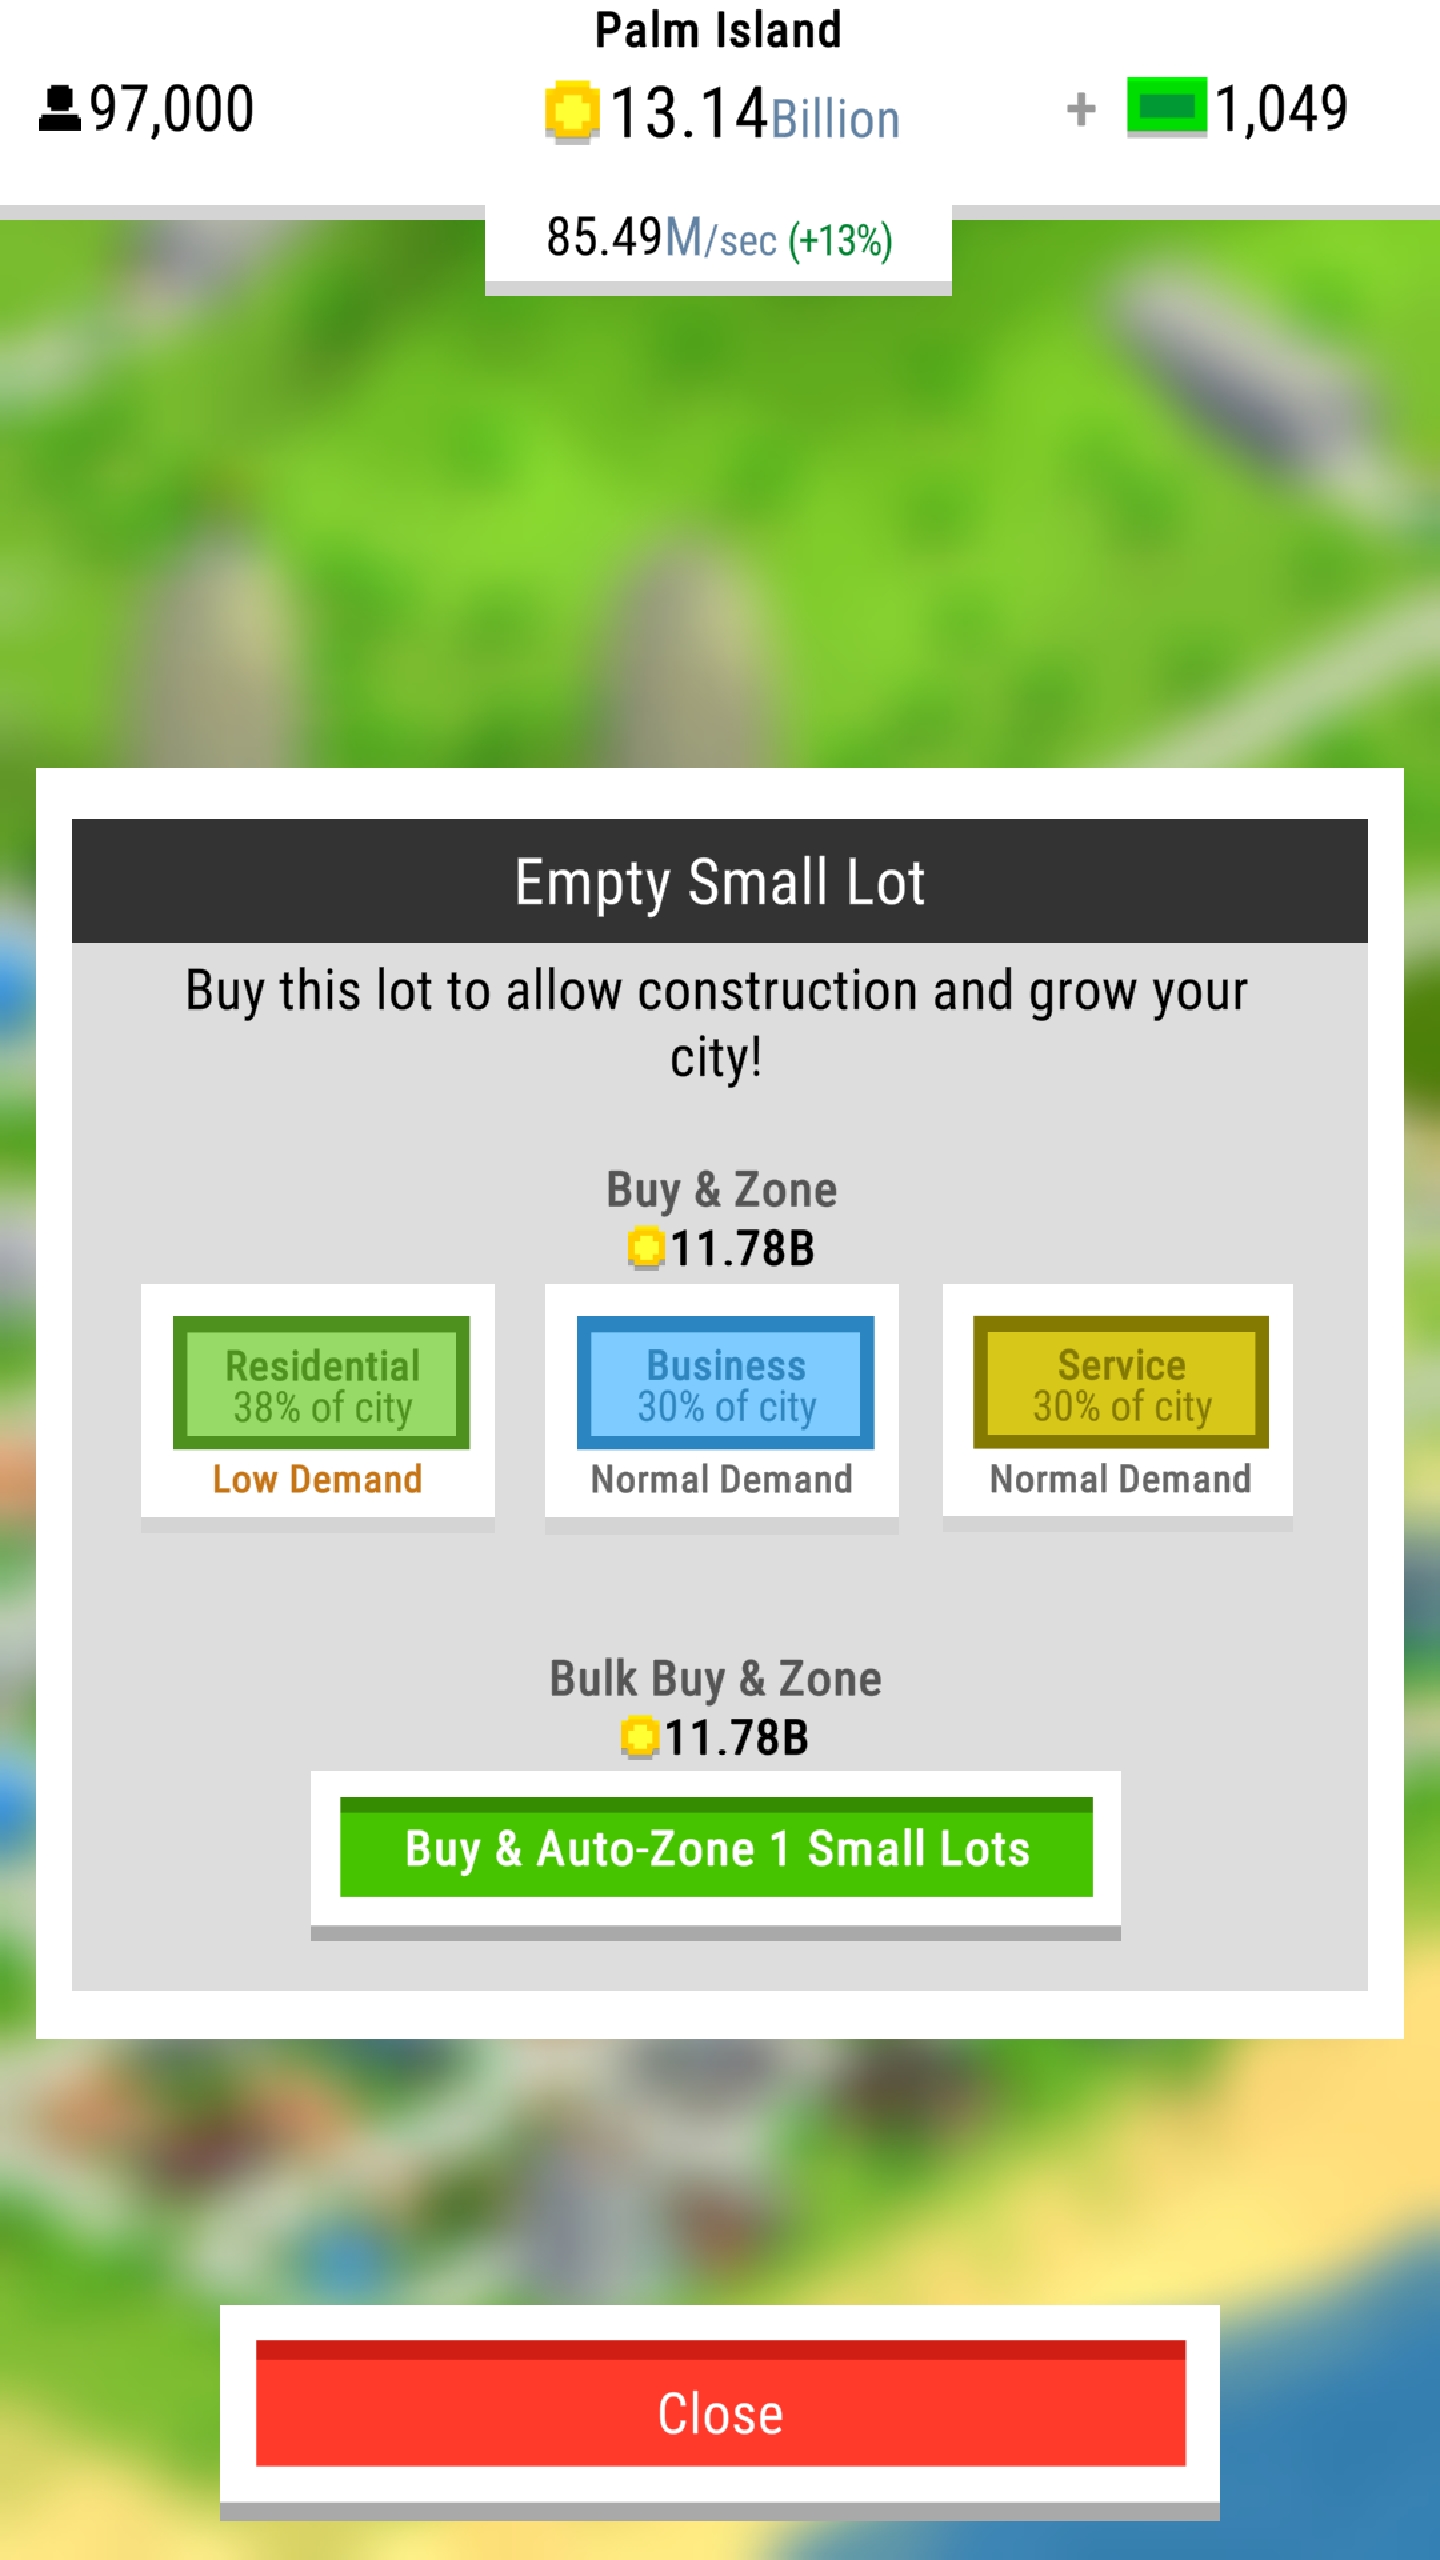 Palm Island
97,000
13.14Billion
+ 1,049
85.49M/sec (+13%)
Empty Small Lot
Buy this lot to allow construction and grow your
city!
Buy & Zone
11.78B
Residential
38% of city
Low Demand
Business
30% of city
Normal Demand
Service
30% of city
Normal Demand
Bulk Buy & Zone
11.78B
Buy & Auto-Zone 1 Small Lots
Close